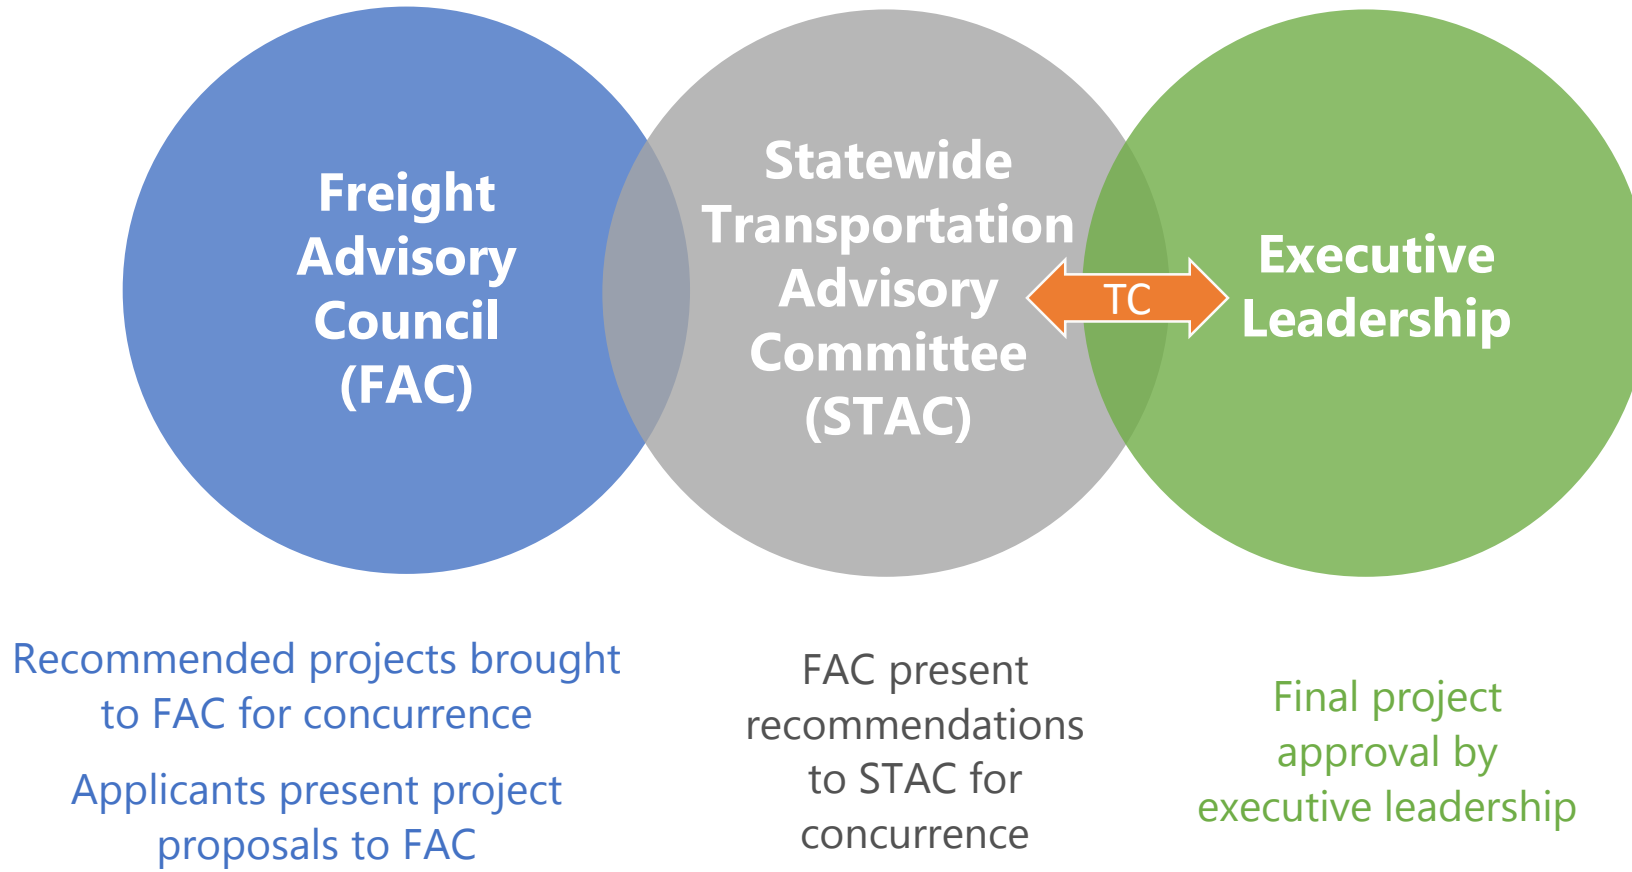 Freight
Advisory
Council
(FAC)
Statewide
Transportation
Advisory
Committee
(STAC)
TC
Executive
Leadership
Recommended projects brought
to FAC for concurrence
Applicants present project
proposals to FAC
FAC present
recommendations
to STAC for
concurrence
Final project
approval by
executive leadership